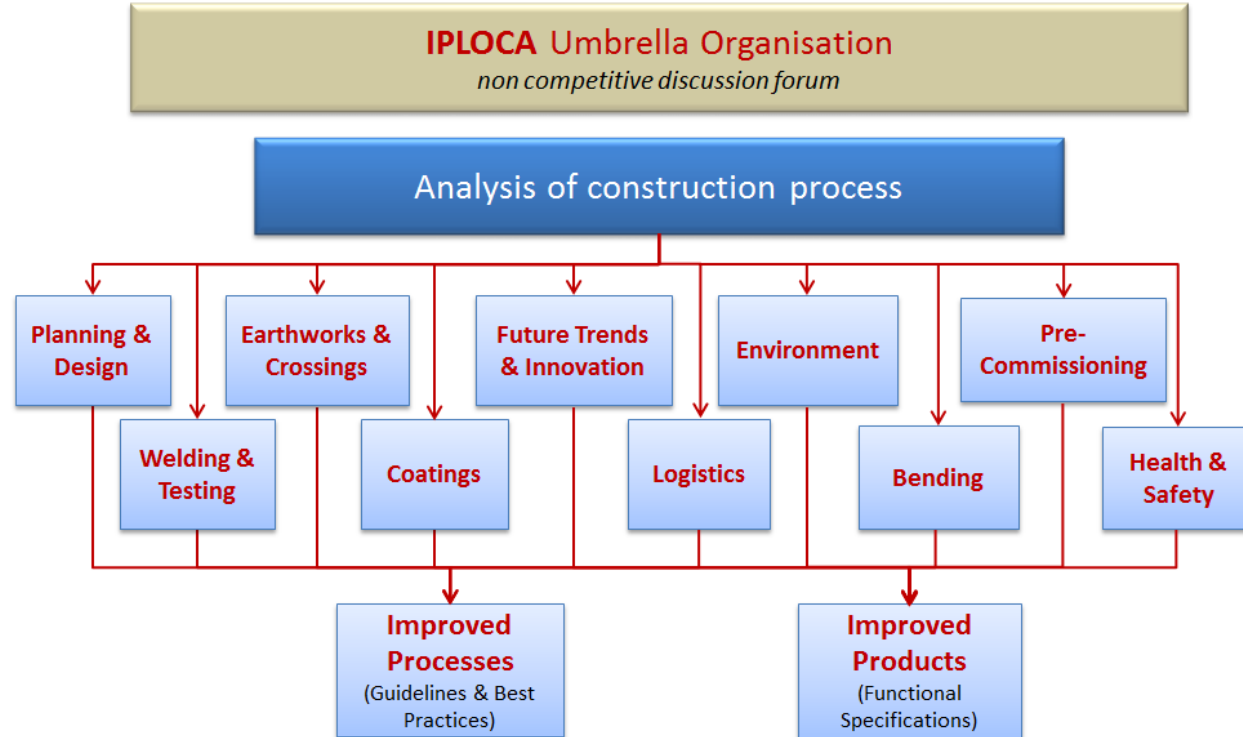 IPLOCA Umbrella Organisation
non competitive discussion forum
Analysis of construction process
Planning &
Design
Earthworks &
Crossings
Future Trends
& Innovation
Environment
Pre-
Commissioning
Welding &
Testing
Coatings
Logistics
Bending
Health &
Safety
Improved
Processes
(Guidelines & Best
Practices)
Improved
Products
(Functional
Specifications)